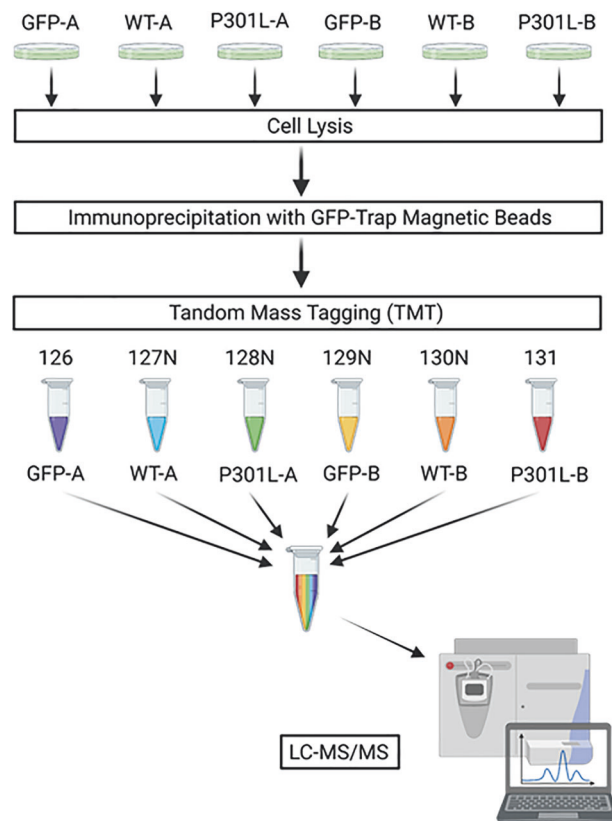 GFP-A WT-A P301L-A GFP-B WT-B P301L-B
Cell Lysis
Immunoprecipitation with GFP-Trap Magnetic Beads
Tandom Mass Tagging (TMT)
126 127N 128N 129N 130N 131
GFP-A WT-A P301L-A GFP-B WT-B P301L-B
LC-MS/MS